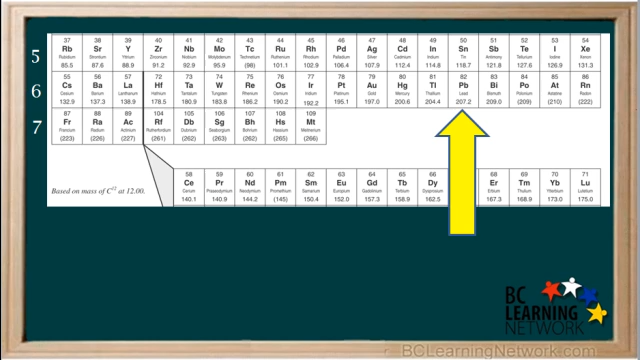 37 38 39 40 41 42 43 44 45 46 47 48 49 50 51 52 53 54
5 Rb Sr Y Zr Nb Mo Tc Ru Rh Pd Ag Cd In Sn Sb Te I Xe
Rubidium Strontium Yttrium Zirconium Niobium Molybdenum Technetium Ruthenium Rhodium Palladium Silver Cadmium Indium Tin Antimony Tellurium Iodine Xenon
85.5 87.6 88.9 91.2 92.9 95.9 (98) 101.1 102.9 106.4 107.9 112.4 114.8 118.7 121.8 127.6 126.9 131.3
55 56 57 72 73 74 75 76 77 78 79 80 81 82 83 84 85 86
6 Cs Ba La Hf Ta W Re Os Ir Pt Au Hg Tl Pb Bi Po At Rn
Cesium Barium Lanthanum Hafnium Tantalum Tungsten Rhenium Osmium Iridium Platinum Gold Mercury Thallium Lead Bismuth Polonium Astatine Radon
132.9 137.3 138.9 178.5 180.9 183.8 186.2 190.2 192.2 195.1 197.0 200.6 204.4 207.2 209.0 (209) (210) (222)
87 88 89 104 105 106 107 108 109
7 Fr Ra Ac Rf Db Sg Bh Hs Mt
Francium Radium Actinium Rutherfordium Dubnium Seaborgium Bohrium Hassium Meitnerium
(223) (226) (227) (261) (262) (263) (262) (265) (266)
58 59 60 61 62 63 64 65 66 68 69 70 71
Ce Pr Nd Pm Sm Eu Gd Tb Dy Er Tm Yb Lu
Cerium Praseodymium Neodymium Promethium Samarium Europium Gadolinium Terbium Dysprosium Erbium Thulium Ytterbium Lutetium
140.1 140.9 144.2 (145) 150.4 152.0 157.3 158.9 162.5 167.3 168.9 173.0 175.0
Based on mass of C12 at 12.00.
BC
LEARNING
NETWORK
BCLearningNetwork.com